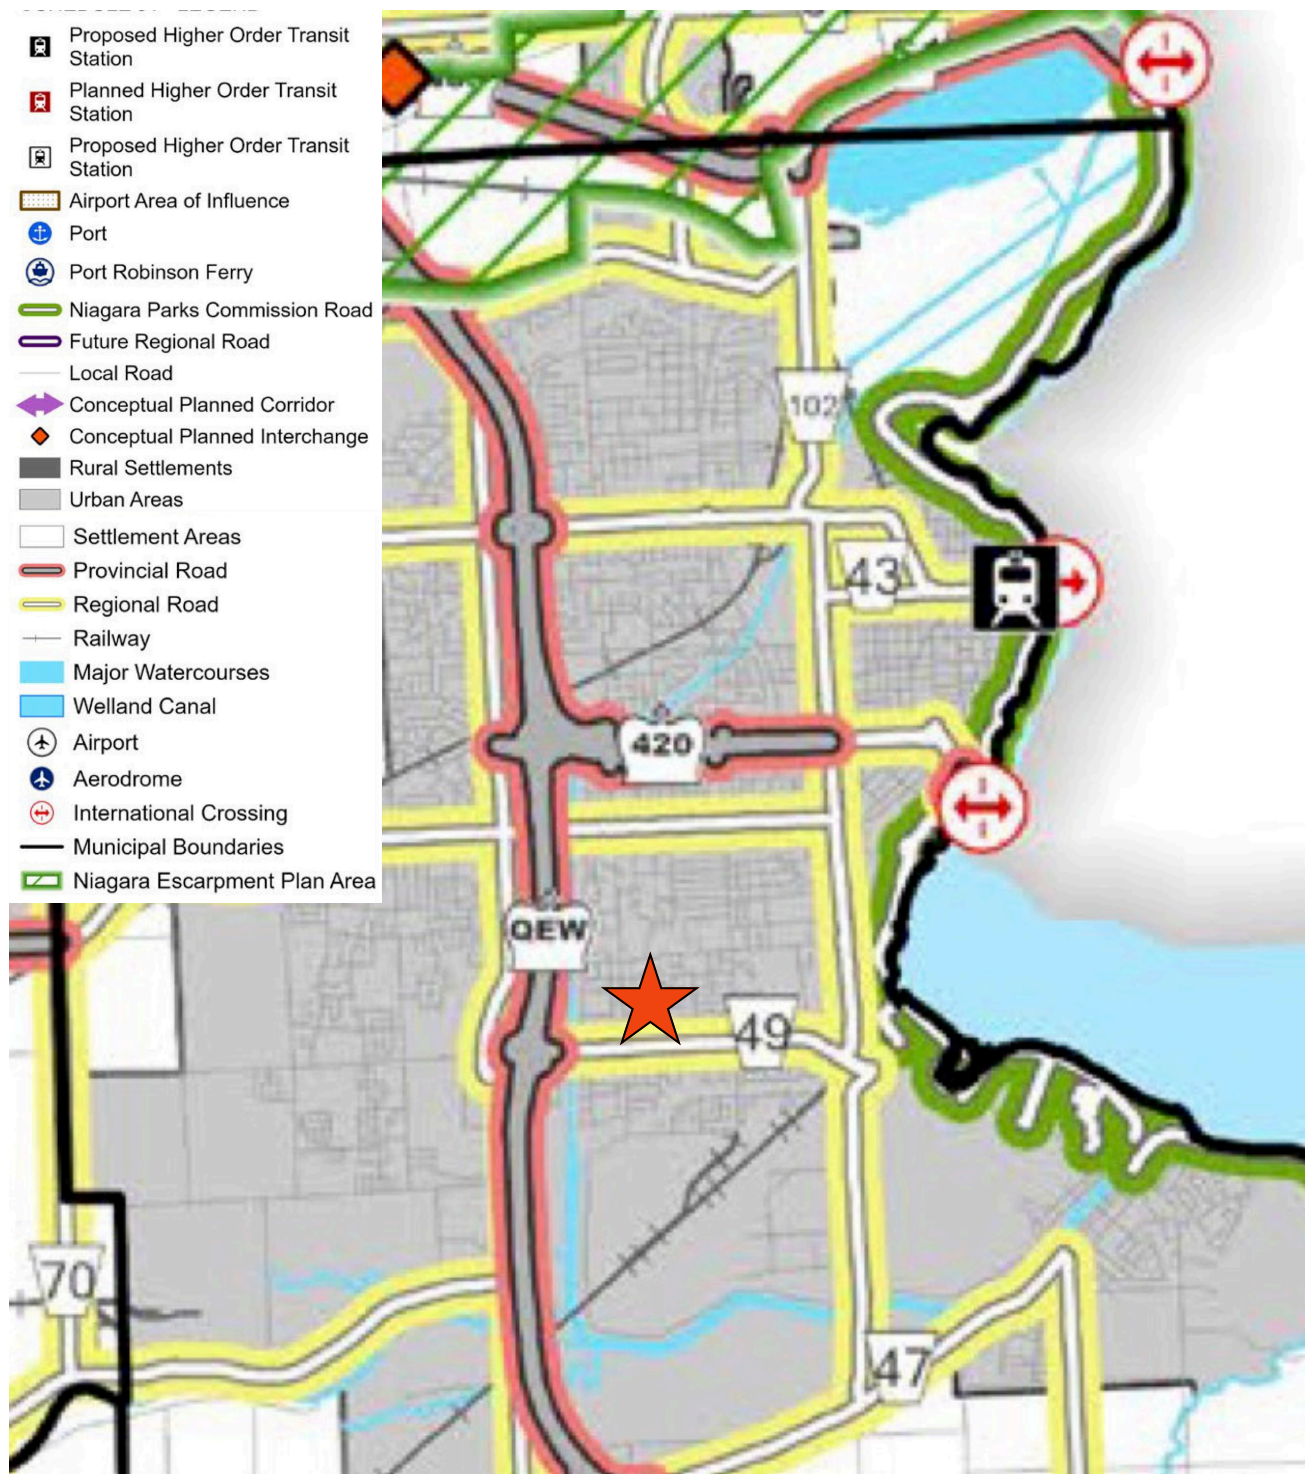 Proposed Higher Order Transit
Station
Planned Higher Order Transit
Station
Proposed Higher Order Transit
Station
Airport Area of Influence
Port
Port Robinson Ferry
Niagara Parks Commission Road
Future Regional Road
Local Road
Conceptual Planned Corridor
Conceptual Planned Interchange
Rural Settlements
Urban Areas
Settlement Areas
Provincial Road
Regional Road
Railway
Major Watercourses
Welland Canal
Airport
Aerodrome
International Crossing
Municipal Boundaries
Niagara Escarpment Plan Area
102
43
420
QEW
49
70
47